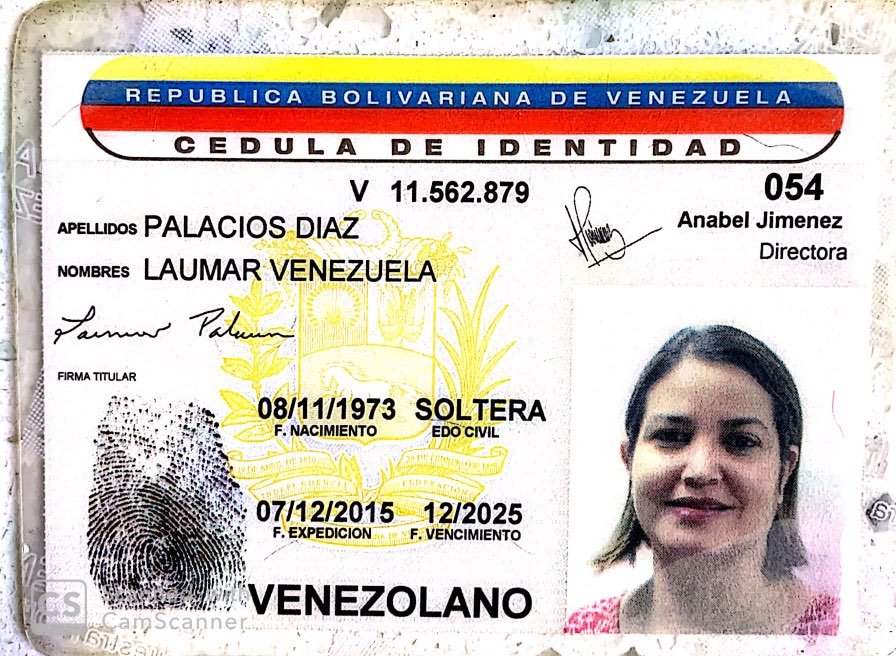 REPUBLICA BOLIVARIANA DE VENEZUELA
CEDULA DE IDENTIDAD
V 11.562.879
054
Anabel Jimenez
Directora
APELLIDOS PALACIOS DIAZ
NOMBRES LAUMAR VENEZUELA
Laumar Palacios
FIRMA TITULAR
08/11/1973 SOLTERA
F. NACIMIENTO EDO CIVIL
07/12/2015 12/2025
F. EXPEDICION F. VENCIMIENTO
VENEZOLANO
CS CamScanner